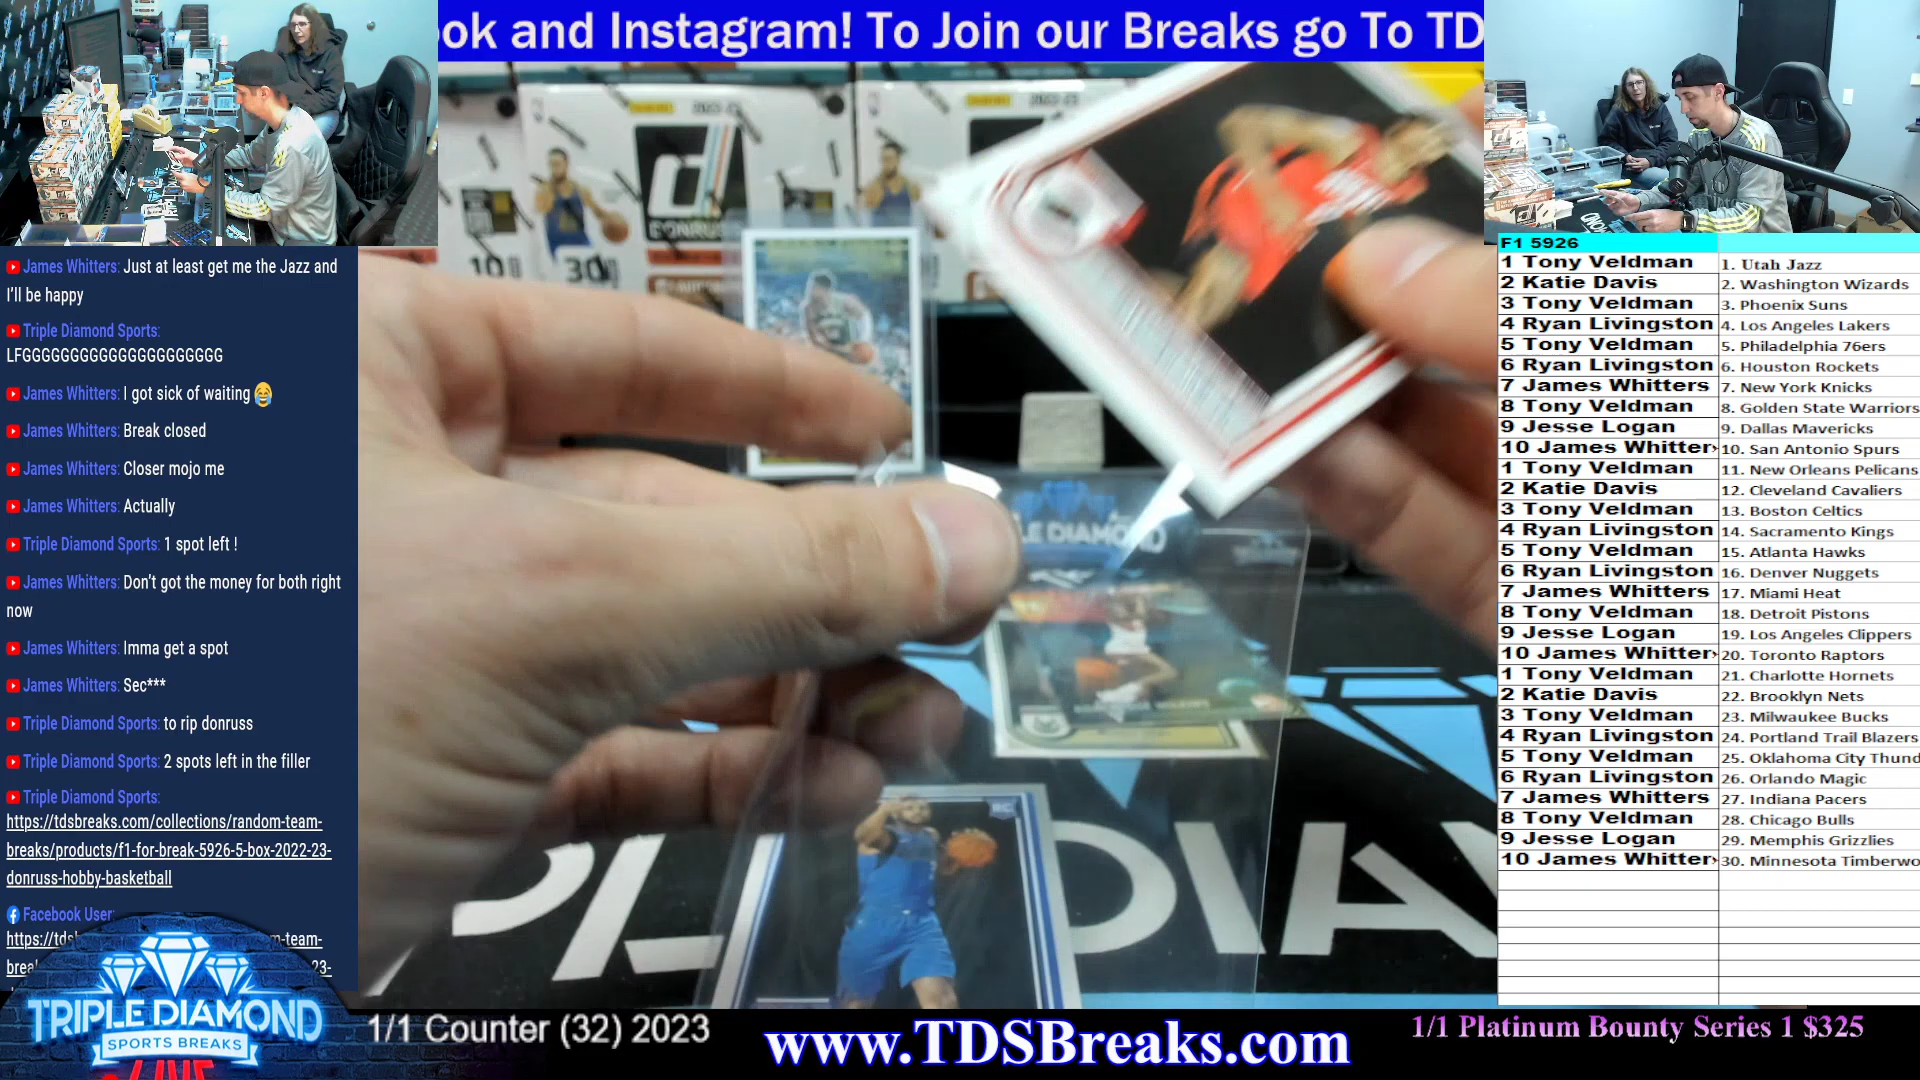 ok and Instagram! To Join our Breaks go To TD
James Whitters: Just at least get me the Jazz and
I'll be happy
Triple Diamond Sports:
LFGGGGGGGGGGGGGGGGGGGG
James Whitters: I got sick of waiting 😂
James Whitters: Break closed
James Whitters: Closer mojo me
James Whitters: Actually
Triple Diamond Sports: 1 spot left !
James Whitters: Don't got the money for both right
now
James Whitters: Imma get a spot
James Whitters: Sec***
Triple Diamond Sports: to rip donruss
Triple Diamond Sports: 2 spots left in the filler
Triple Diamond Sports:
https://tdsbreaks.com/collections/random-team-
breaks/products/f1-for-break-5926-5-box-2022-23-
donruss-hobby-basketball
Facebook User:
https://tds
m-team-
brea
23-
TRIPLE DIAMOND
SPORTS BREAKS
LIVE
10
30
RC
LE DIAMOND
F1 5926
1 Tony Veldman 1. Utah Jazz
2 Katie Davis 2. Washington Wizards
3 Tony Veldman 3. Phoenix Suns
4 Ryan Livingston 4. Los Angeles Lakers
5 Tony Veldman 5. Philadelphia 76ers
6 Ryan Livingston 6. Houston Rockets
7 James Whitters 7. New York Knicks
8 Tony Veldman 8. Golden State Warriors
9 Jesse Logan 9. Dallas Mavericks
10 James Whitter 10. San Antonio Spurs
1 Tony Veldman 11. New Orleans Pelicans
2 Katie Davis 12. Cleveland Cavaliers
3 Tony Veldman 13. Boston Celtics
4 Ryan Livingston 14. Sacramento Kings
5 Tony Veldman 15. Atlanta Hawks
6 Ryan Livingston 16. Denver Nuggets
7 James Whitters 17. Miami Heat
8 Tony Veldman 18. Detroit Pistons
9 Jesse Logan 19. Los Angeles Clippers
10 James Whitter 20. Toronto Raptors
1 Tony Veldman 21. Charlotte Hornets
2 Katie Davis 22. Brooklyn Nets
3 Tony Veldman 23. Milwaukee Bucks
4 Ryan Livingston 24. Portland Trail Blazers
5 Tony Veldman 25. Oklahoma City Thund
6 Ryan Livingston 26. Orlando Magic
7 James Whitters 27. Indiana Pacers
8 Tony Veldman 28. Chicago Bulls
9 Jesse Logan 29. Memphis Grizzlies
10 James Whitter 30. Minnesota Timberwo
1/1 Counter (32) 2023
www.TDSBreaks.com
1/1 Platinum Bounty Series 1 $325